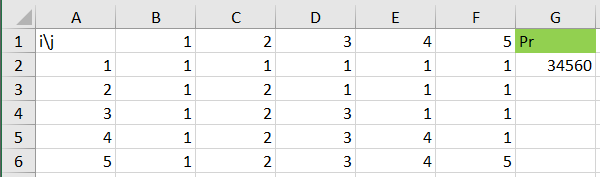 A B C D E F G
1 i\j 1 2 3 4 5 Pr
2 1 1 1 1 1 1 34560
3 2 1 2 1 1 1
4 3 1 2 3 1 1
5 4 1 2 3 4 1
6 5 1 2 3 4 5